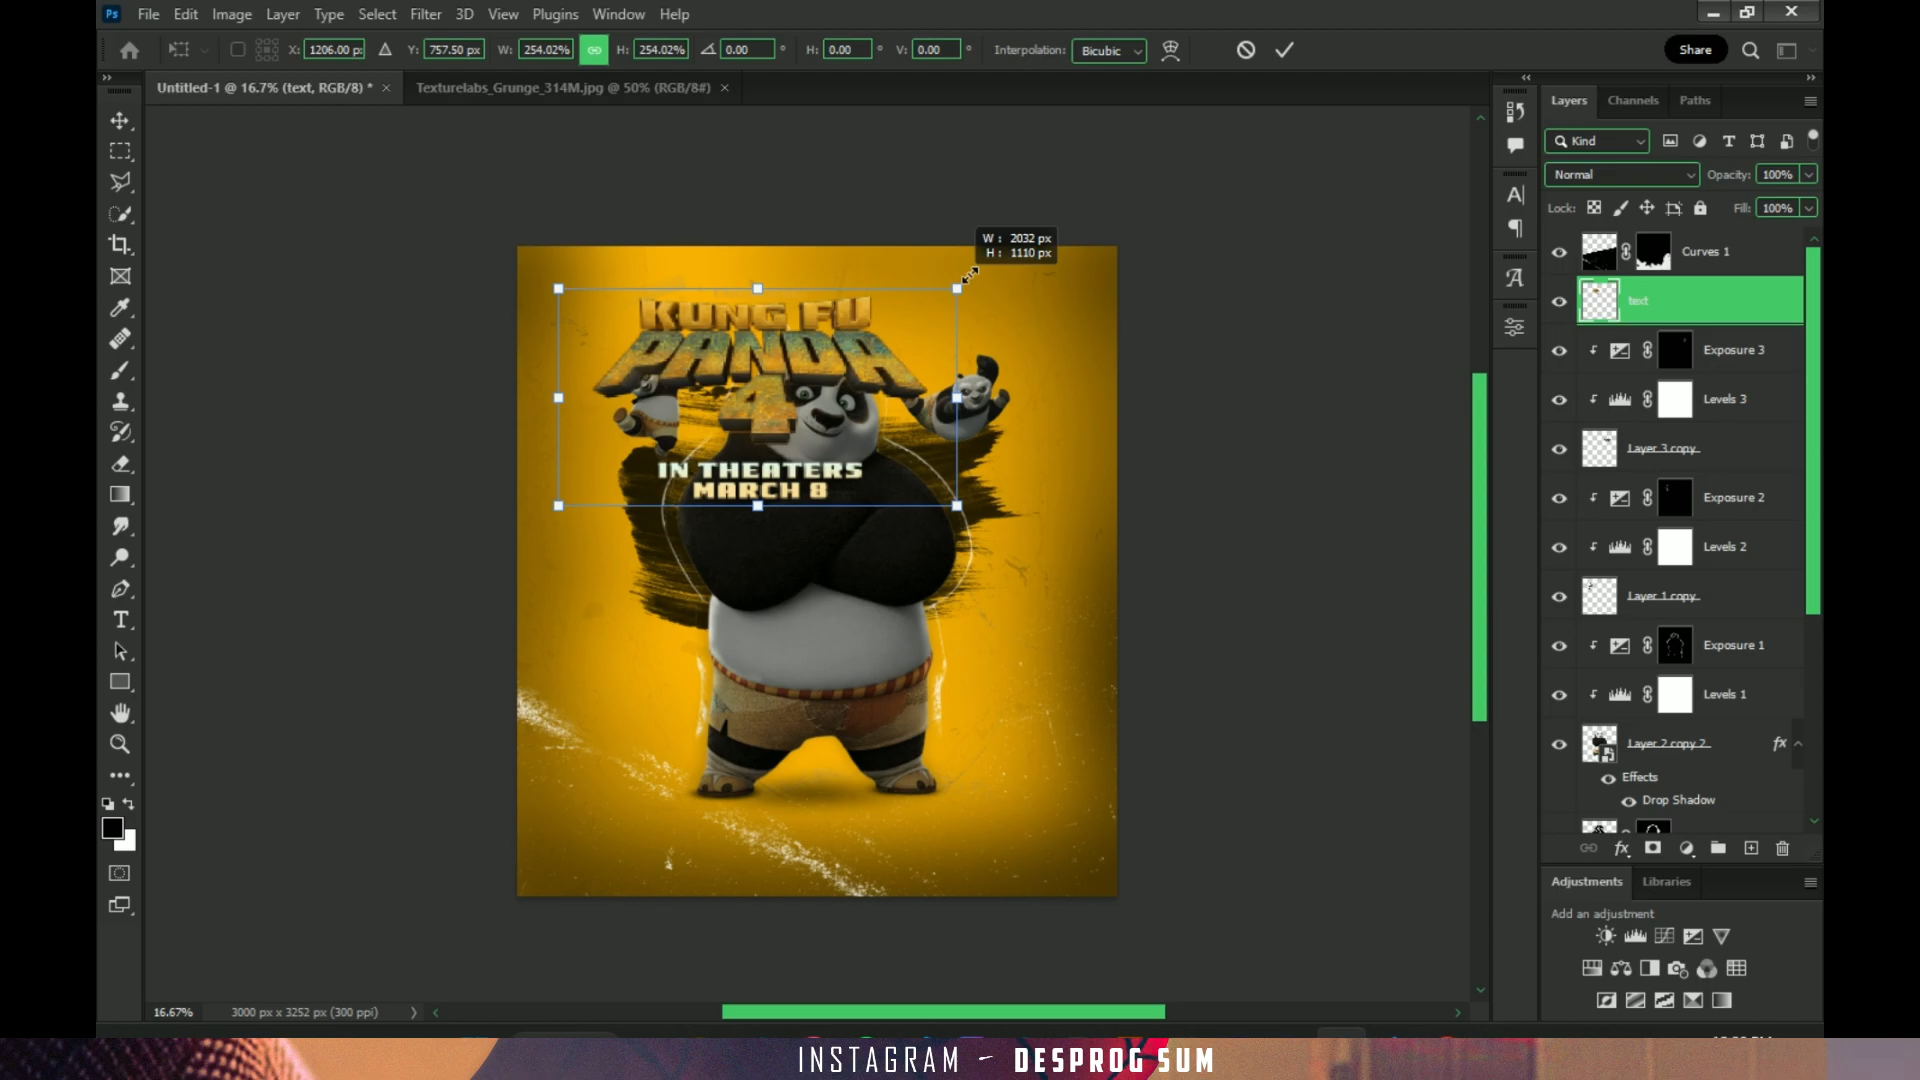 Ps File Edit Image Layer Type Select Filter 3D View Plugins Window Help
X: 1206.00 p: Y: 757.50 px W: 254.02% H: 254.02% 0.00 ° H: 0.00 ° V: 0.00 ° Interpolation: Bicubic Share
Untitled-1 @ 16.7% (text, RGB/8) * × Texturelabs_Grunge_314M.jpg @ 50% (RGB/8#) ×
Layers Channels Paths
Kind
Normal Opacity: 100%
Lock: Fill: 100%
W : 2032 px
H : 1110 px
KUNG FU
PANDA
4
IN THEATERS
MARCH 8
Curves 1
text
Exposure 3
Levels 3
Layer 3 copy
Exposure 2
Levels 2
Layer 1 copy
Exposure 1
Levels 1
Layer 2 copy 2 fx
Effects
Drop Shadow
fx
Adjustments Libraries
Add an adjustment
16.67% 3000 px x 3252 px (300 ppi)
INSTAGRAM - DESPROG SUM